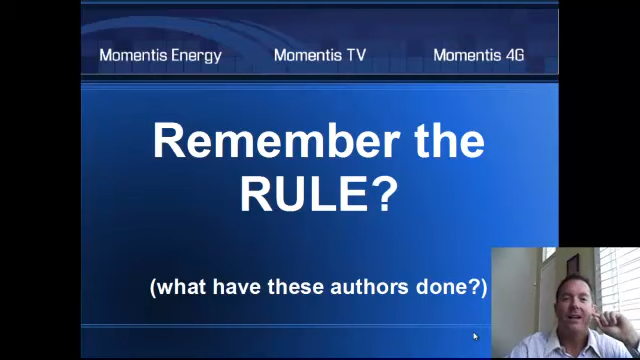 Momentis Energy Momentis TV Momentis 4G
Remember the
RULE?
(what have these authors done?)